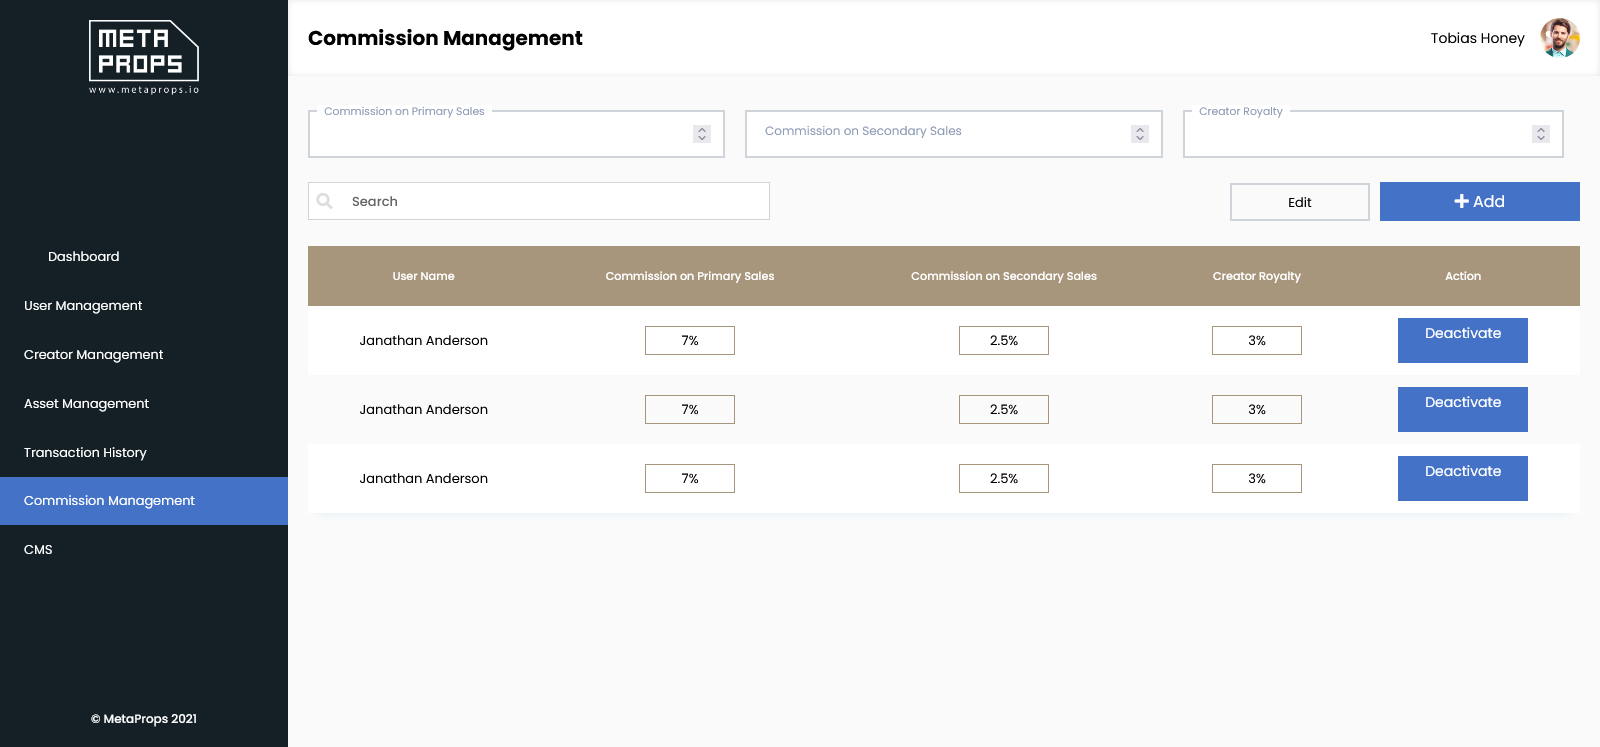 META
PROPS
www.metaprops.io
Dashboard
User Management
Creator Management
Asset Management
Transaction History
Commission Management
CMS
© MetaProps 2021
Commission Management
Tobias Honey
Commission on Primary Sales
Commission on Secondary Sales
Creator Royalty
Search
Edit
Add
User Name Commission on Primary Sales Commission on Secondary Sales Creator Royalty Action
Janathan Anderson 7% 2.5% 3% Deactivate
Janathan Anderson 7% 2.5% 3% Deactivate
Janathan Anderson 7% 2.5% 3% Deactivate